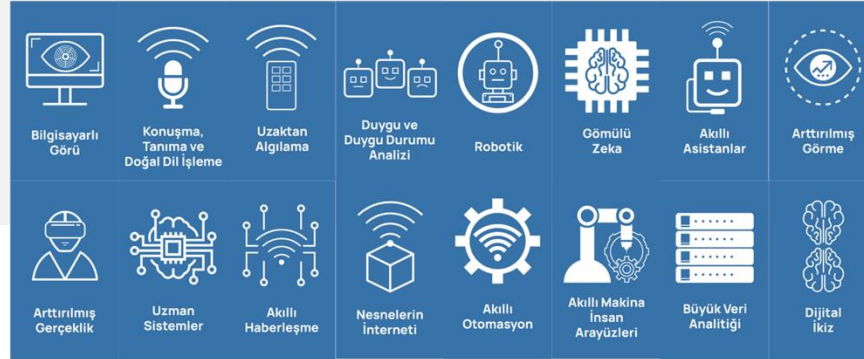 Bilgisayarlı
Görü
Konuşma,
Tanıma ve
Doğal Dil İşleme
Uzaktan
Algılama
Duygu ve
Duygu Durumu
Analizi
Robotik
Gömülü
Zeka
Akıllı
Asistanlar
Arttırılmış
Görme
Arttırılmış
Gerçeklik
Uzman
Sistemler
Akıllı
Haberleşme
Nesnelerin
İnterneti
Akıllı
Otomasyon
Akıllı Makina
İnsan
Arayüzleri
Büyük Veri
Analitiği
Dijital
İkiz